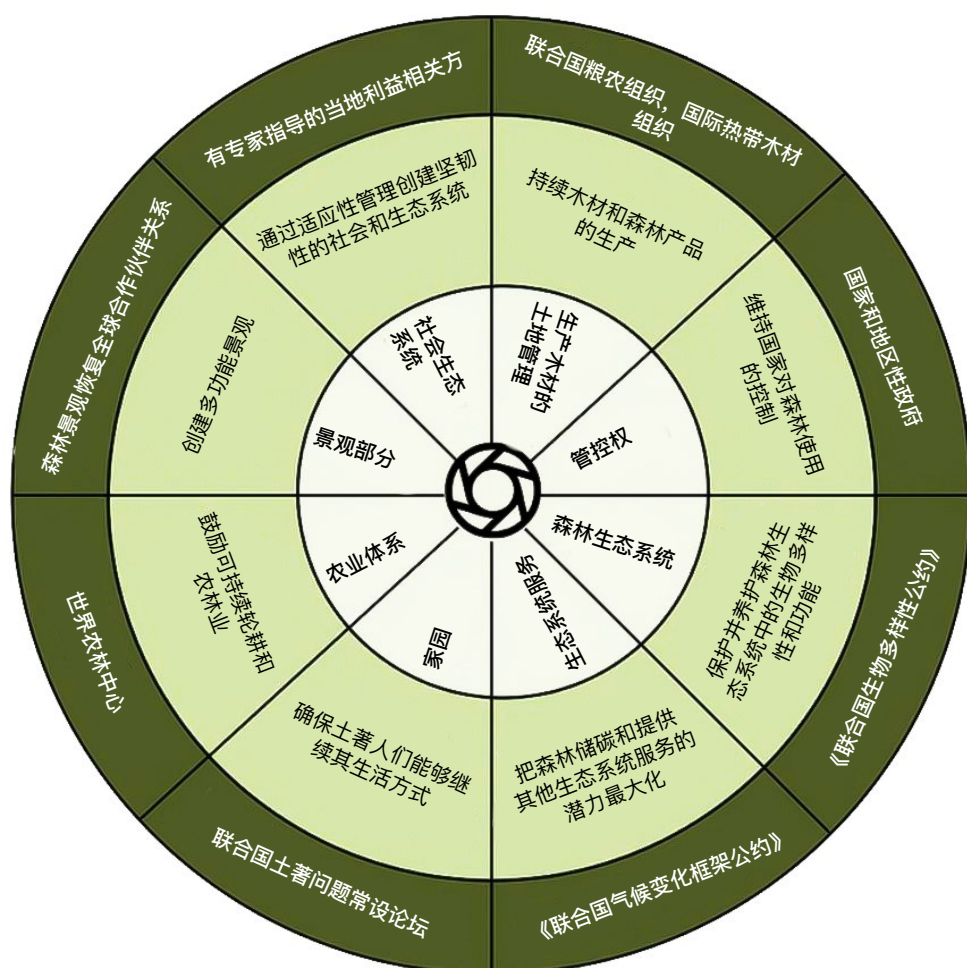 联合国粮农组织，国际热带木材
组织
持续木材和森林产品
的生产
生产木材的
土地管理
国家和地区性政府
维持国家对森林使用
的控制
管控权
《联合国生物多样性公约》
保护并养护森林生
态系统中的生物多样
性和功能
森林生态系统
《联合国气候变化框架公约》
把森林储碳和提供
其他生态系统服务的
潜力最大化
生态系统服务
联合国土著问题常设论坛
确保土著人们能够继
续其生活方式
家园
世界农林中心
鼓励可持续轮耕和
农林业
农业体系
森林景观恢复全球合作伙伴关系
创建多功能景观
景观部分
有专家指导的当地利益相关方
通过适应性管理创建坚韧
性的社会和生态系统
社会生态
系统